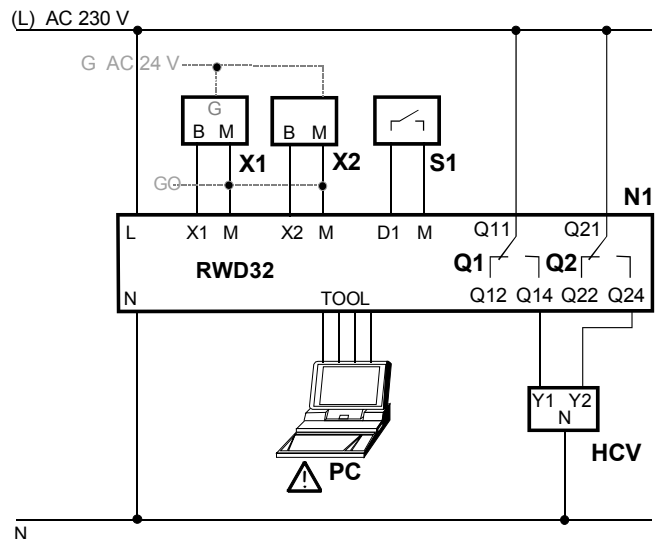 (L) AC 230 V
G AC 24 V
G
B M
B M
X1
X2
S1
GO
N1
L X1 M X2 M D1 M Q11 Q21
RWD32
Q1
Q2
N TOOL Q12 Q14 Q22 Q24
Y1 Y2
N
HCV
PC
N